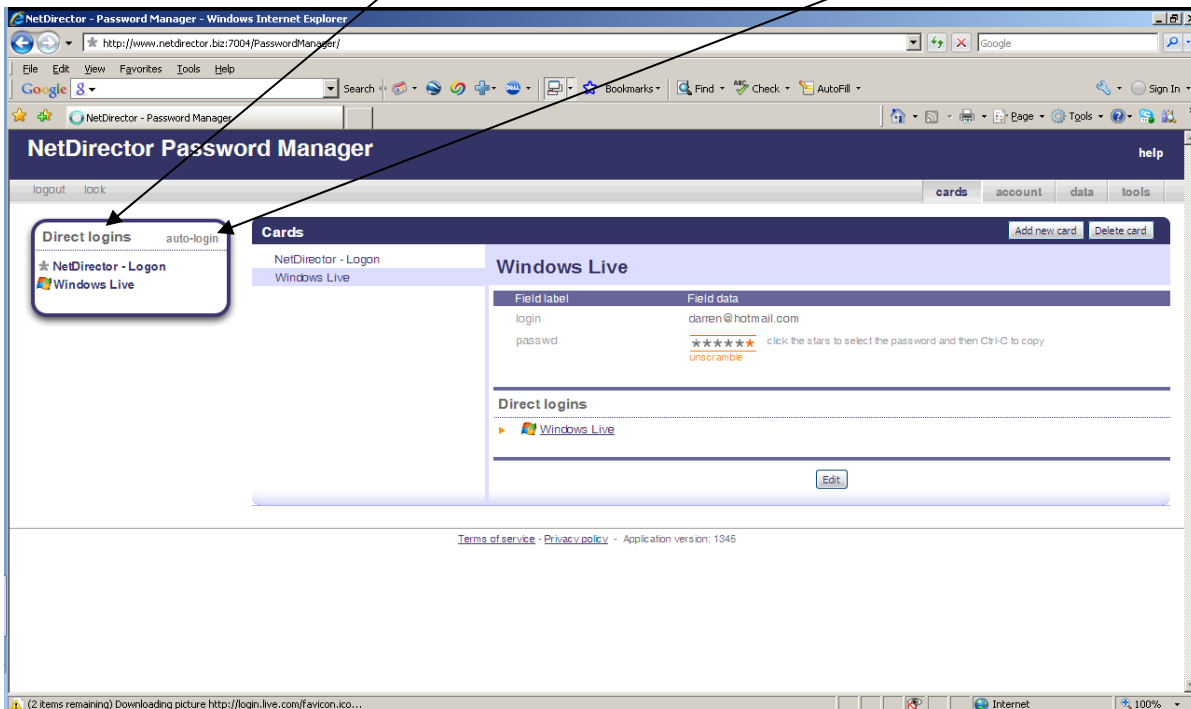 NetDirector - Password Manager - Windows Internet Explorer
http://www.netdirector.biz:7004/PasswordManager/
Google
File Edit View Favorites Tools Help
Google Search Bookmarks Find Check AutoFill Sign In
NetDirector - Password Manager
Page Tools
NetDirector Password Manager
help
logout lock
cards account data tools
Direct logins auto-login
NetDirector - Logon
Windows Live
Cards
Add new card Delete card
NetDirector - Logon
Windows Live
Windows Live
Field label Field data
login darren@hotmail.com
passwd ****** click the stars to select the password and then Ctrl-C to copy
unscramble
Direct logins
Windows Live
Edit
Terms of service - Privacy policy - Application version: 1345
(2 items remaining) Downloading picture http://login.live.com/favicon.ico...
Internet 100%